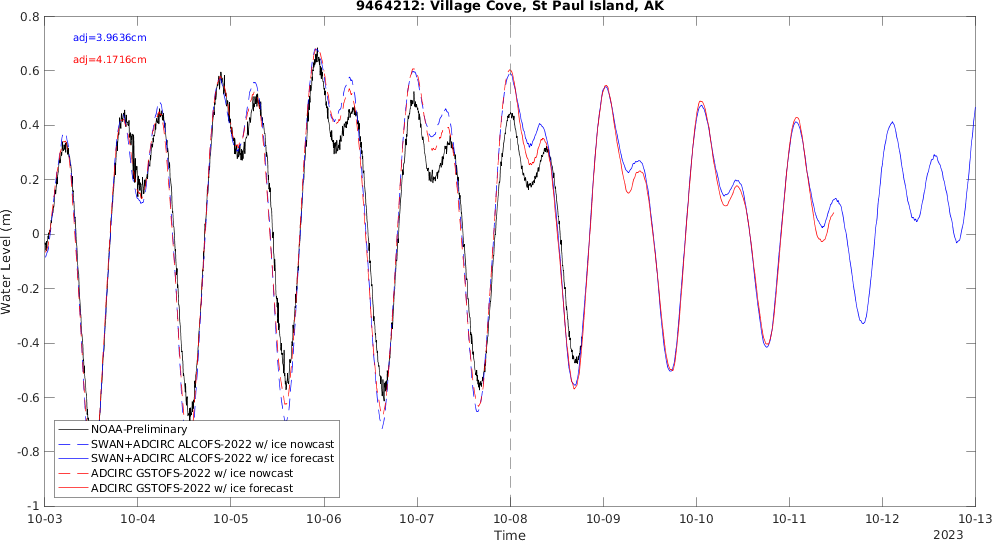 9464212: Village Cove, St Paul Island, AK
adj=3.9636cm
adj=4.1716cm
Water Level (m)
0.8
0.6
0.4
0.2
0
-0.2
-0.4
-0.6
-0.8
-1
NOAA-Preliminary
SWAN+ADCIRC ALCOFS-2022 w/ ice nowcast
SWAN+ADCIRC ALCOFS-2022 w/ ice forecast
ADCIRC GSTOFS-2022 w/ ice nowcast
ADCIRC GSTOFS-2022 w/ ice forecast
10-03 10-04 10-05 10-06 10-07 10-08 10-09 10-10 10-11 10-12 10-13
Time
2023